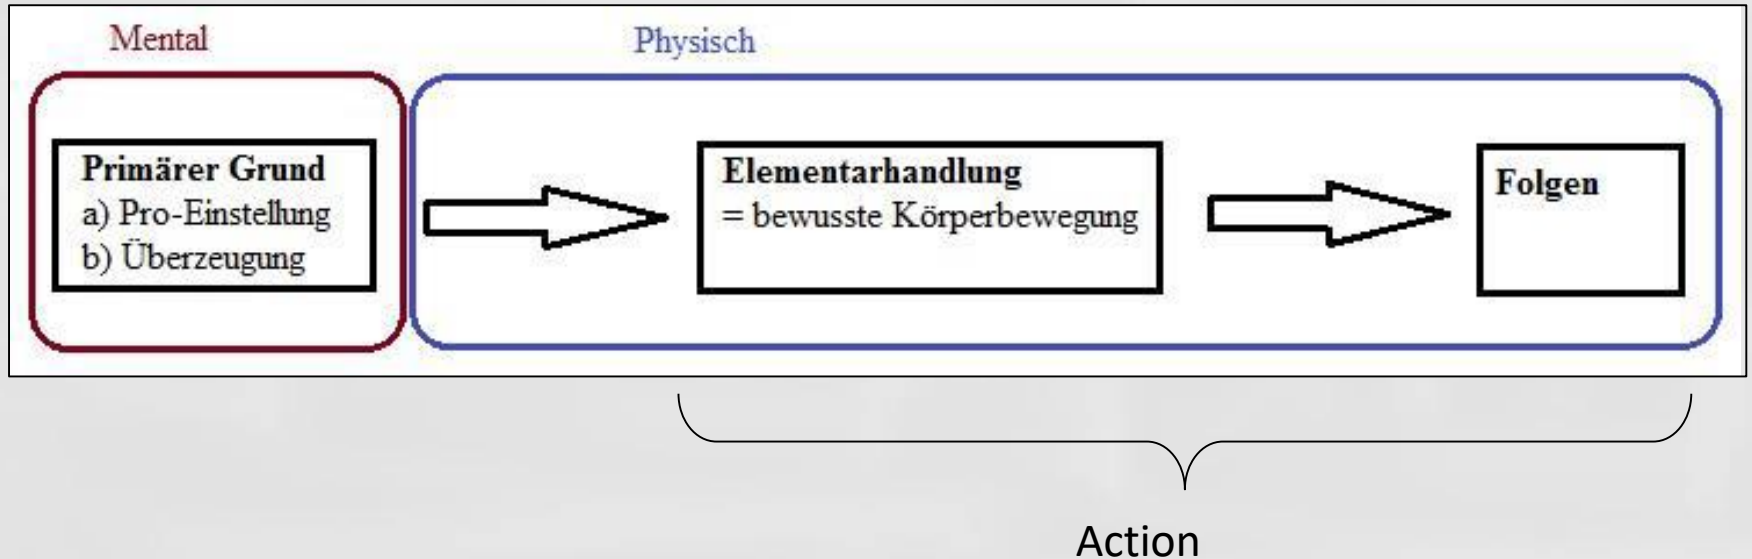 Mental
Physisch
Primärer Grund
a) Pro-Einstellung
b) Überzeugung
Elementarhandlung
= bewusste Körperbewegung
Folgen
Action